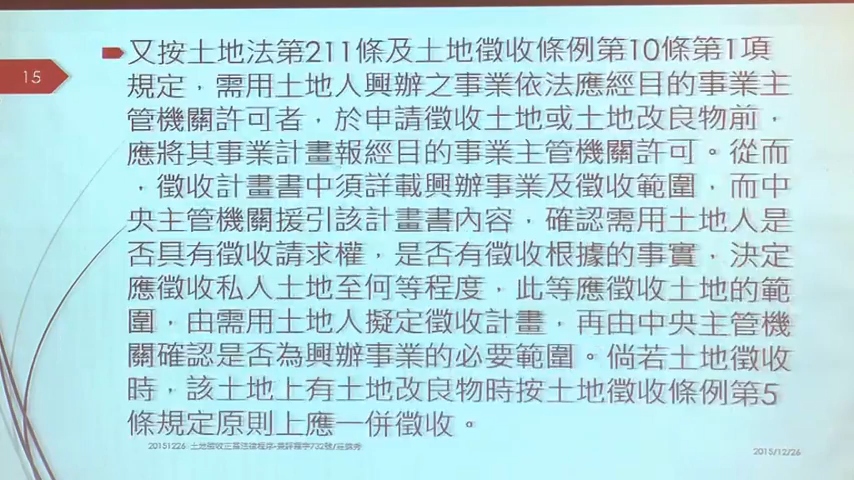 15
又按土地法第211條及土地徵收條例第10條第1項
規定，需用土地人興辦之事業依法應經目的事業主
管機關許可者，於申請徵收土地或土地改良物前，
應將其事業計畫報經目的事業主管機關許可。從而
，徵收計畫書中須詳載興辦事業及徵收範圍，而中
央主管機關援引該計畫書內容，確認需用土地人是
否具有徵收請求權，是否有徵收根據的事實，決定
應徵收私人土地至何等程度，此等應徵收土地的範
圍，由需用土地人擬定徵收計畫，再由中央主管機
關確認是否為興辦事業的必要範圍。倘若土地徵收
時，該土地上有土地改良物時按土地徵收條例第5
條規定原則上應一併徵收。
2015/12/26